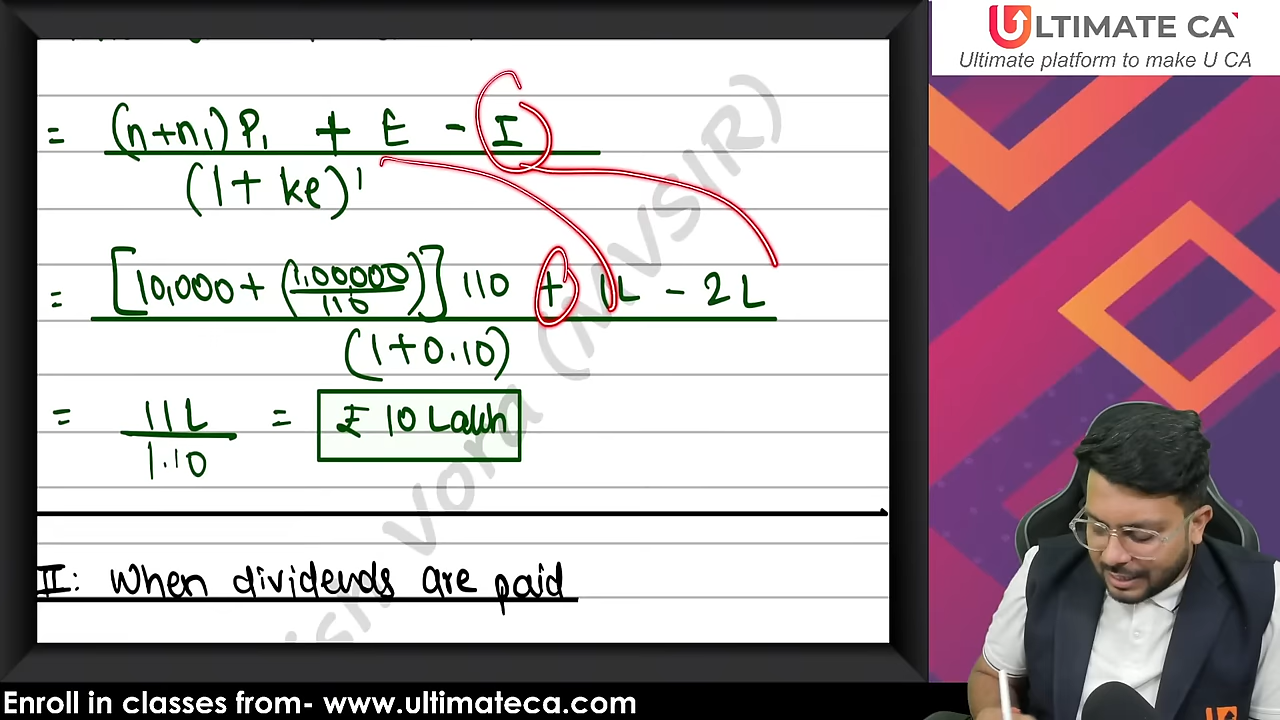 ULTIMATE CA
Ultimate platform to make U CA
= (n+n₁) P₁ + E - I
(1+ ke)¹
= [10,000 + (1,00000/110)] 110 + 1L - 2L
(1+0.10)
= 11L/1.10 = ₹ 10 Lakh
II: When dividends are paid
Vora (MVSIR)
Enroll in classes from- www.ultimateca.com